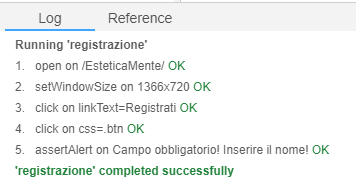 Log Reference
Running 'registrazione'
1. open on /EsteticaMente/ OK
2. setWindowSize on 1366x720 OK
3. click on linkText=Registrati OK
4. click on css=.btn OK
5. assertAlert on Campo obbligatorio! Inserire il nome! OK
'registrazione' completed successfully